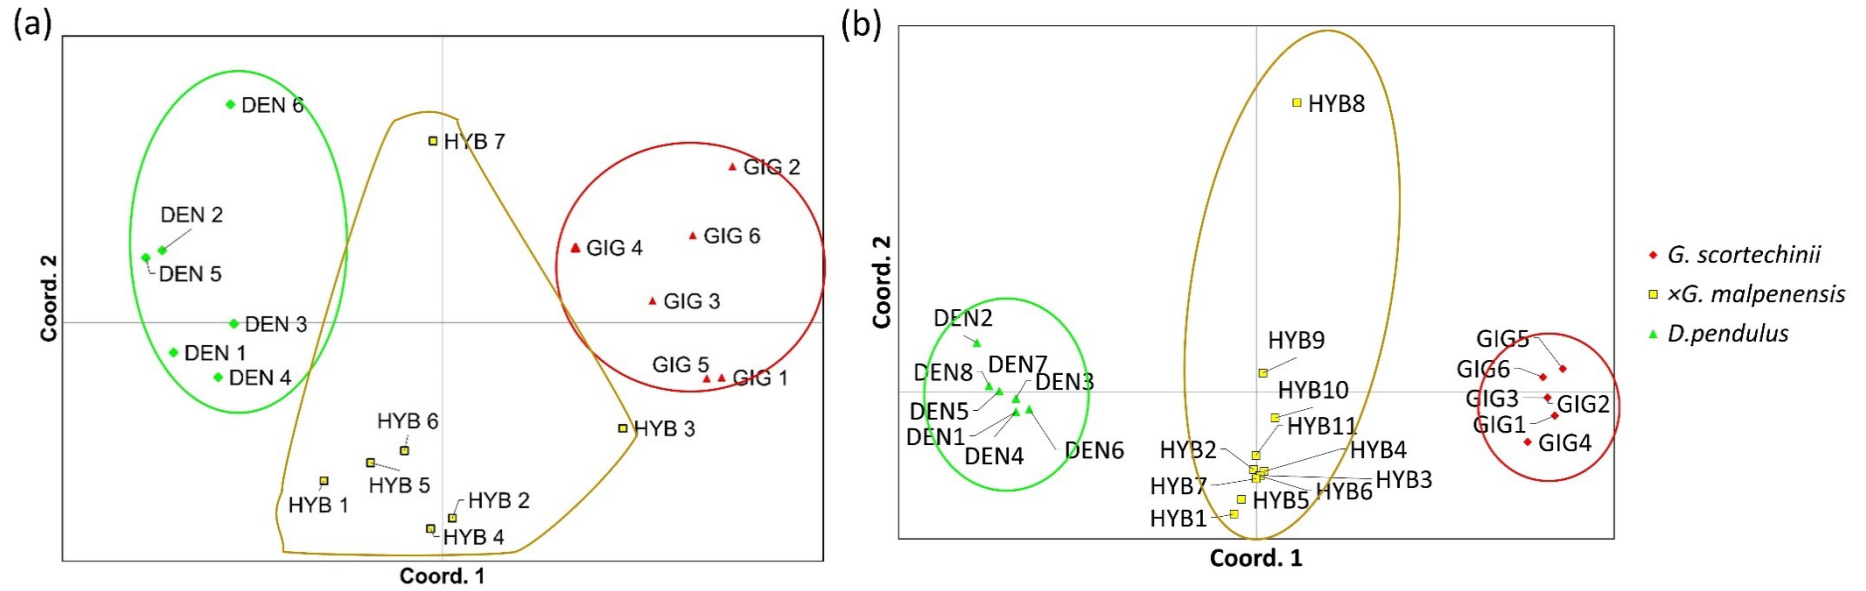 (a)
DEN 6
HYB 7
GIG 2
DEN 2
GIG 6
GIG 4
DEN 5
GIG 3
DEN 3
DEN 1
GIG 5
GIG 1
DEN 4
HYB 6
HYB 3
HYB 5
HYB 1
HYB 2
HYB 4
Coord. 2
Coord. 1
(b)
HYB8
DEN2
HYB9
GIG5
DEN8
DEN7
GIG6
DEN3
HYB10
GIG3
GIG2
DEN5
GIG1
DEN1
HYB11
DEN4
DEN6
HYB2
HYB4
GIG4
HYB7
HYB3
HYB5
HYB6
HYB1
Coord. 2
Coord. 1
G. scortechinii
×G. malpenensis
D.pendulus